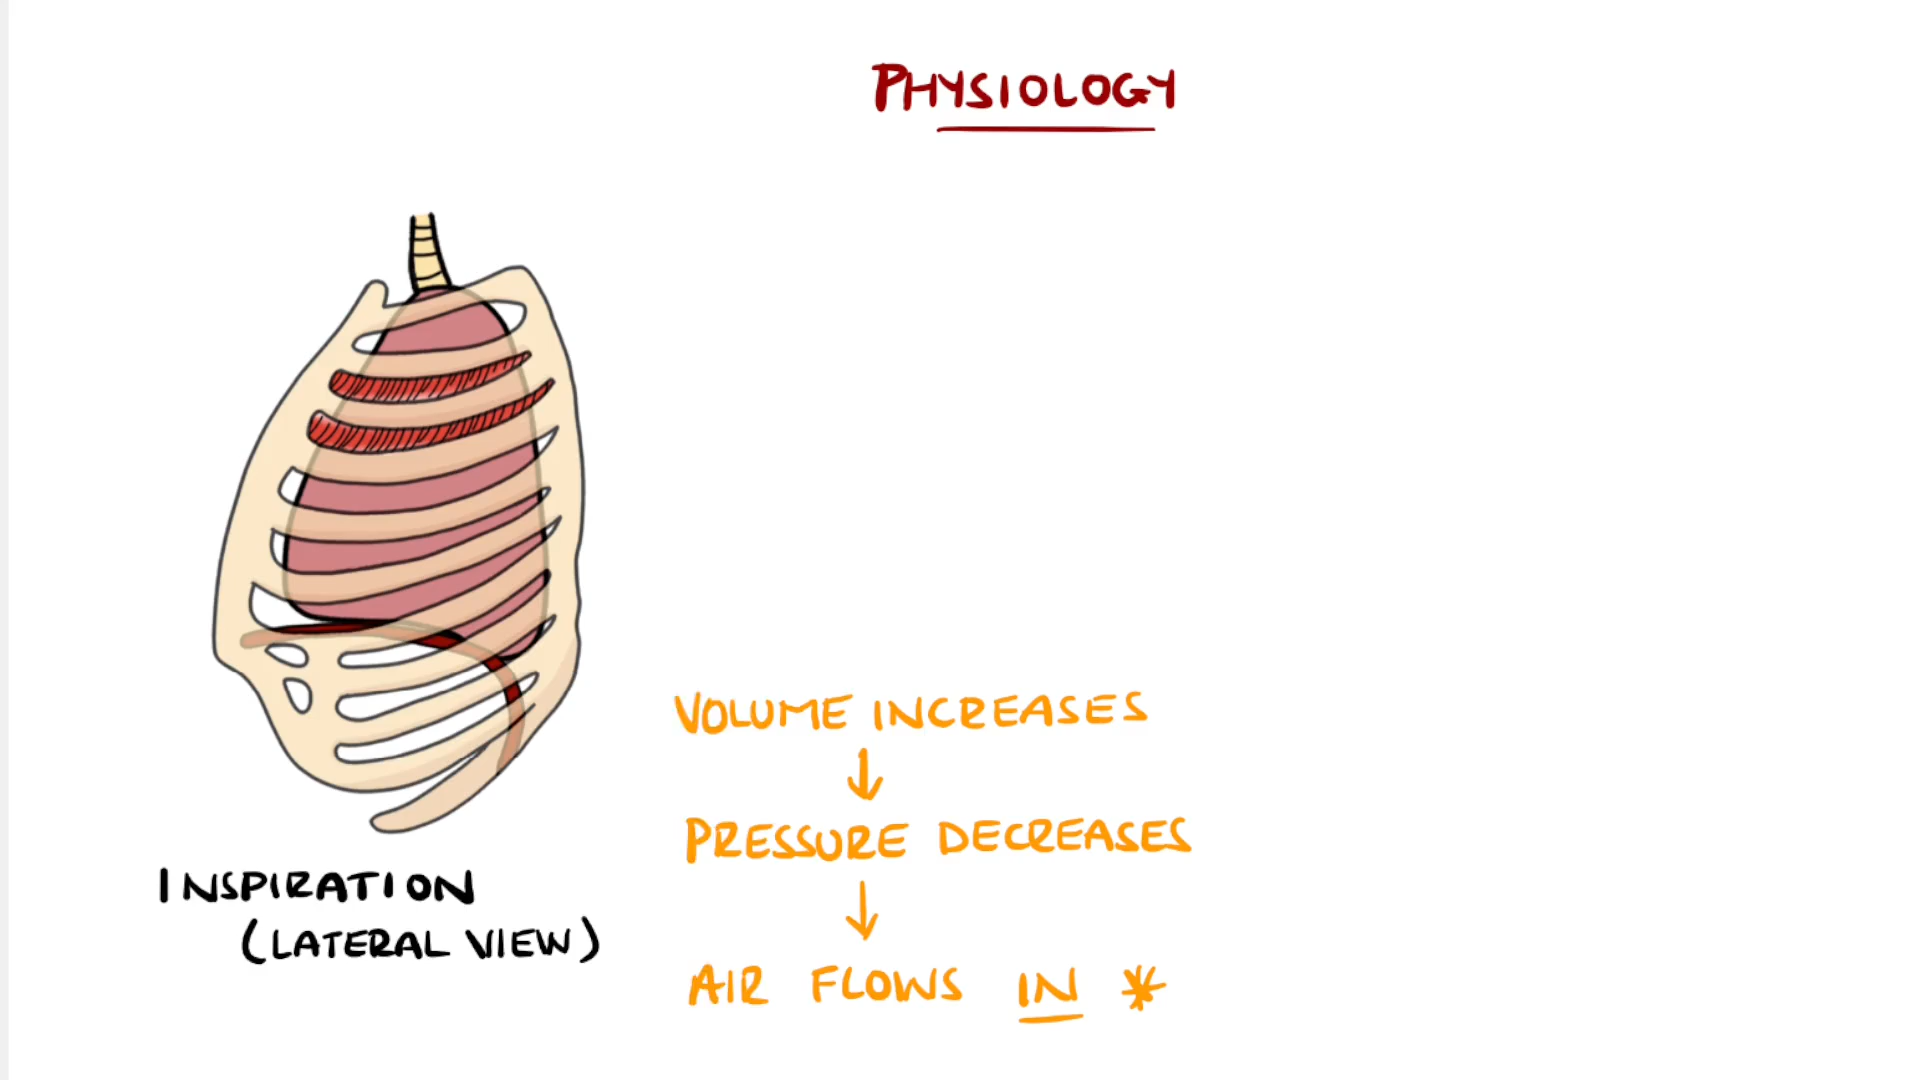 PHYSIOLOGY
VOLUME INCREASES
↓
PRESSURE DECREASES
↓
AIR FLOWS IN *
INSPIRATION
(LATERAL VIEW)